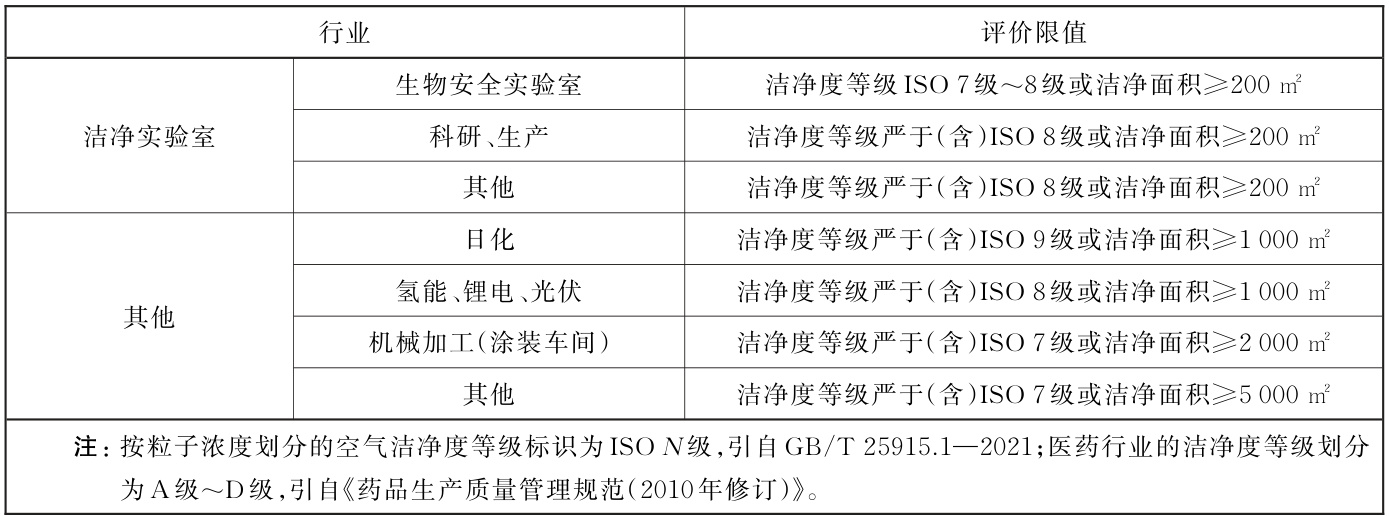 行业 评价限值
洁净实验室 生物安全实验室 洁净度等级ISO 7级～8级或洁净面积≥200 ㎡
科研、生产 洁净度等级严于(含)ISO 8级或洁净面积≥200 ㎡
其他 洁净度等级严于(含)ISO 8级或洁净面积≥200 ㎡
其他 日化 洁净度等级严于(含)ISO 9级或洁净面积≥1 000 ㎡
氢能、锂电、光伏 洁净度等级严于(含)ISO 8级或洁净面积≥1 000 ㎡
机械加工(涂装车间) 洁净度等级严于(含)ISO 7级或洁净面积≥2 000 ㎡
其他 洁净度等级严于(含)ISO 7级或洁净面积≥5 000 ㎡
注：按粒子浓度划分的空气洁净度等级标识为ISO N级,引自GB/T 25915.1—2021;医药行业的洁净度等级划分
为A级～D级,引自《药品生产质量管理规范(2010年修订)》。